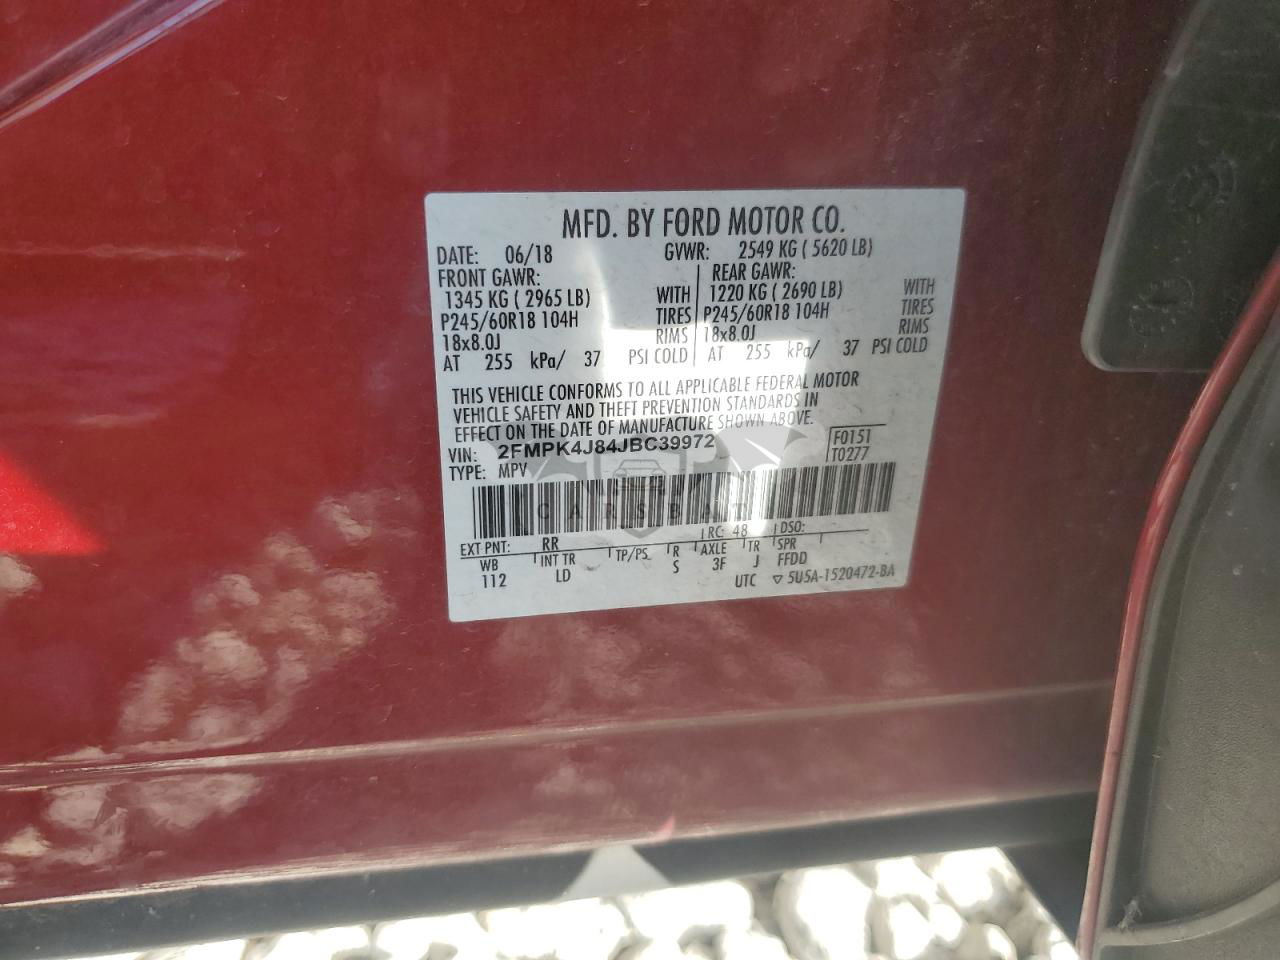 MFD. BY FORD MOTOR CO.
DATE: 06/18 GVWR: 2549 KG ( 5620 LB)
FRONT GAWR: REAR GAWR:
1345 KG ( 2965 LB) WITH 1220 KG ( 2690 LB) WITH
P245/60R18 104H TIRES P245/60R18 104H TIRES
18x8.0J RIMS 18x8.0J RIMS
AT 255 kPa/ 37 PSI COLD AT 255 kPa/ 37 PSI COLD
THIS VEHICLE CONFORMS TO ALL APPLICABLE FEDERAL MOTOR
VEHICLE SAFETY AND THEFT PREVENTION STANDARDS IN
EFFECT ON THE DATE OF MANUFACTURE SHOWN ABOVE.
VIN: 2FMPK4J84JBC39972 F0151
TYPE: MPV T0277
CARSBAT
EXT PNT: RR RC: 48 DSO:
WB INT TR TP/PS R AXLE TR SPR
112 LD S 3F J FFDD
UTC ▽ 5U5A-1520472-BA